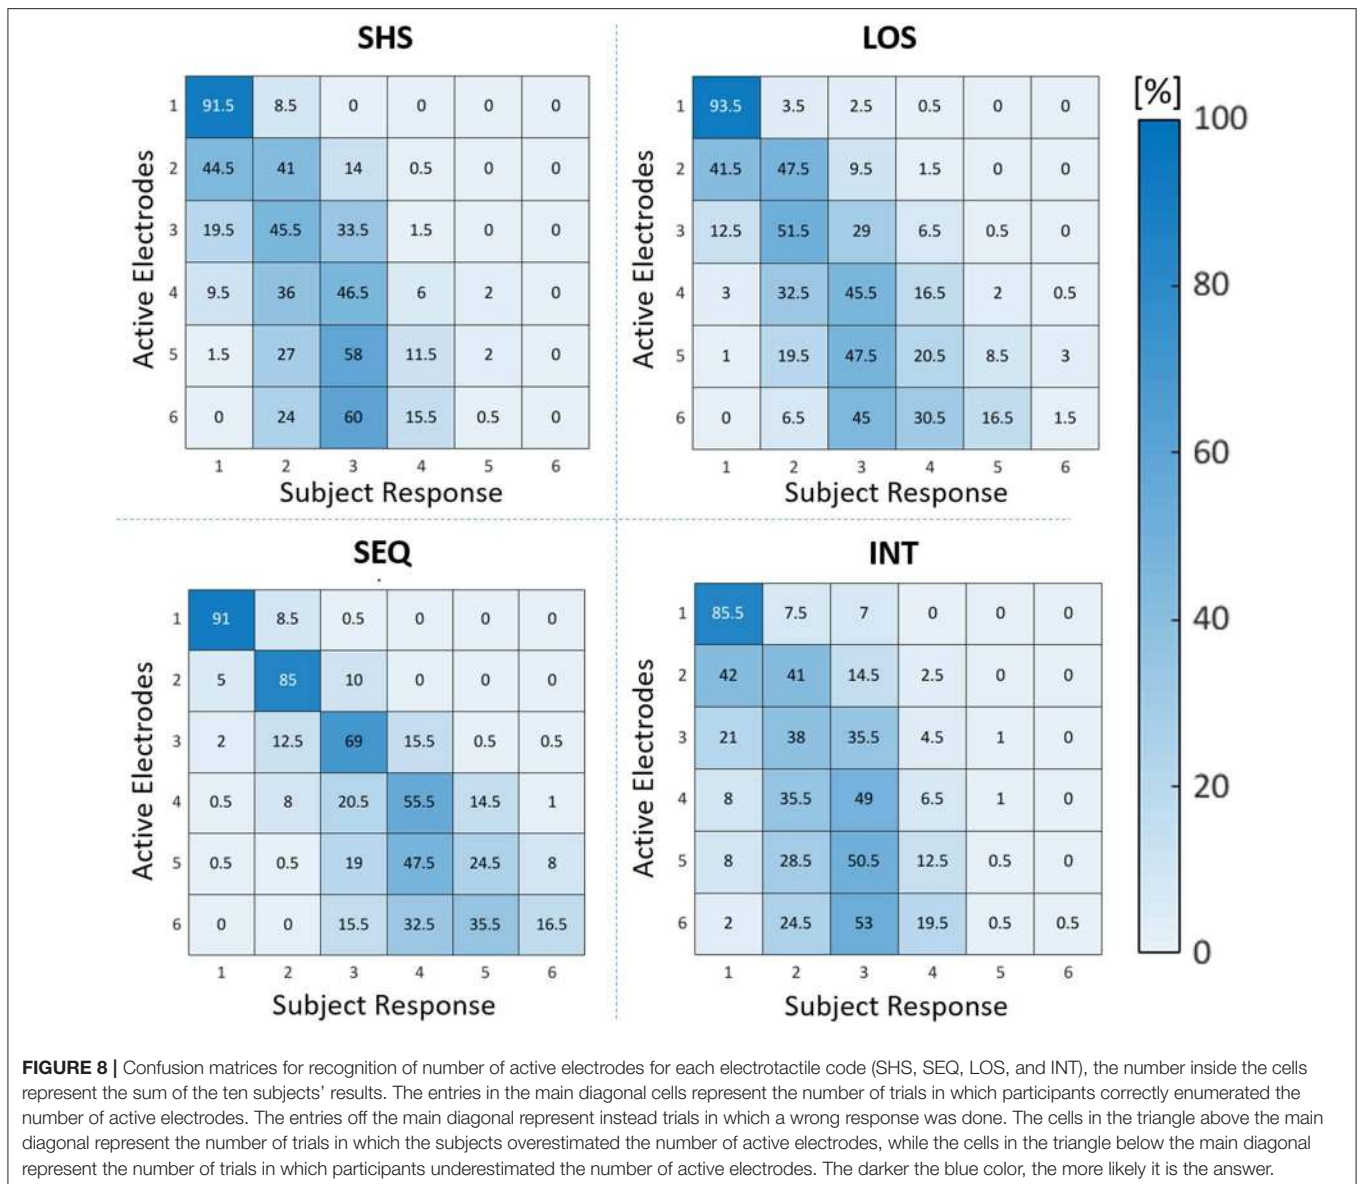 SHS
1 91.5 8.5 0 0 0 0
2 44.5 41 14 0.5 0 0
3 19.5 45.5 33.5 1.5 0 0
4 9.5 36 46.5 6 2 0
5 1.5 27 58 11.5 2 0
6 0 24 60 15.5 0.5 0
1 2 3 4 5 6
Active Electrodes
Subject Response
LOS
1 93.5 3.5 2.5 0.5 0 0
2 41.5 47.5 9.5 1.5 0 0
3 12.5 51.5 29 6.5 0.5 0
4 3 32.5 45.5 16.5 2 0.5
5 1 19.5 47.5 20.5 8.5 3
6 0 6.5 45 30.5 16.5 1.5
1 2 3 4 5 6
Active Electrodes
Subject Response
[%]
100
80
60
40
20
0
SEQ
1 91 8.5 0.5 0 0 0
2 5 85 10 0 0 0
3 2 12.5 69 15.5 0.5 0.5
4 0.5 8 20.5 55.5 14.5 1
5 0.5 0.5 19 47.5 24.5 8
6 0 0 15.5 32.5 35.5 16.5
1 2 3 4 5 6
Active Electrodes
Subject Response
INT
1 85.5 7.5 7 0 0 0
2 42 41 14.5 2.5 0 0
3 21 38 35.5 4.5 1 0
4 8 35.5 49 6.5 1 0
5 8 28.5 50.5 12.5 0.5 0
6 2 24.5 53 19.5 0.5 0.5
1 2 3 4 5 6
Active Electrodes
Subject Response
FIGURE 8 | Confusion matrices for recognition of number of active electrodes for each electrotactile code (SHS, SEQ, LOS, and INT), the number inside the cells
represent the sum of the ten subjects' results. The entries in the main diagonal cells represent the number of trials in which participants correctly enumerated the
number of active electrodes. The entries off the main diagonal represent instead trials in which a wrong response was done. The cells in the triangle above the main
diagonal represent the number of trials in which the subjects overestimated the number of active electrodes, while the cells in the triangle below the main diagonal
represent the number of trials in which participants underestimated the number of active electrodes. The darker the blue color, the more likely it is the answer.